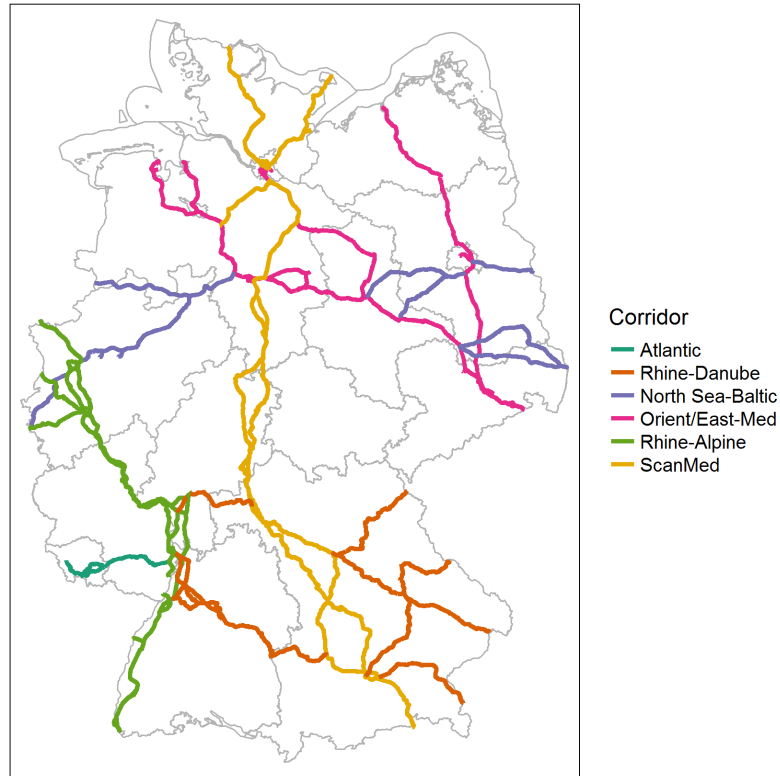 Corridor
Atlantic
Rhine-Danube
North Sea-Baltic
Orient/East-Med
Rhine-Alpine
ScanMed